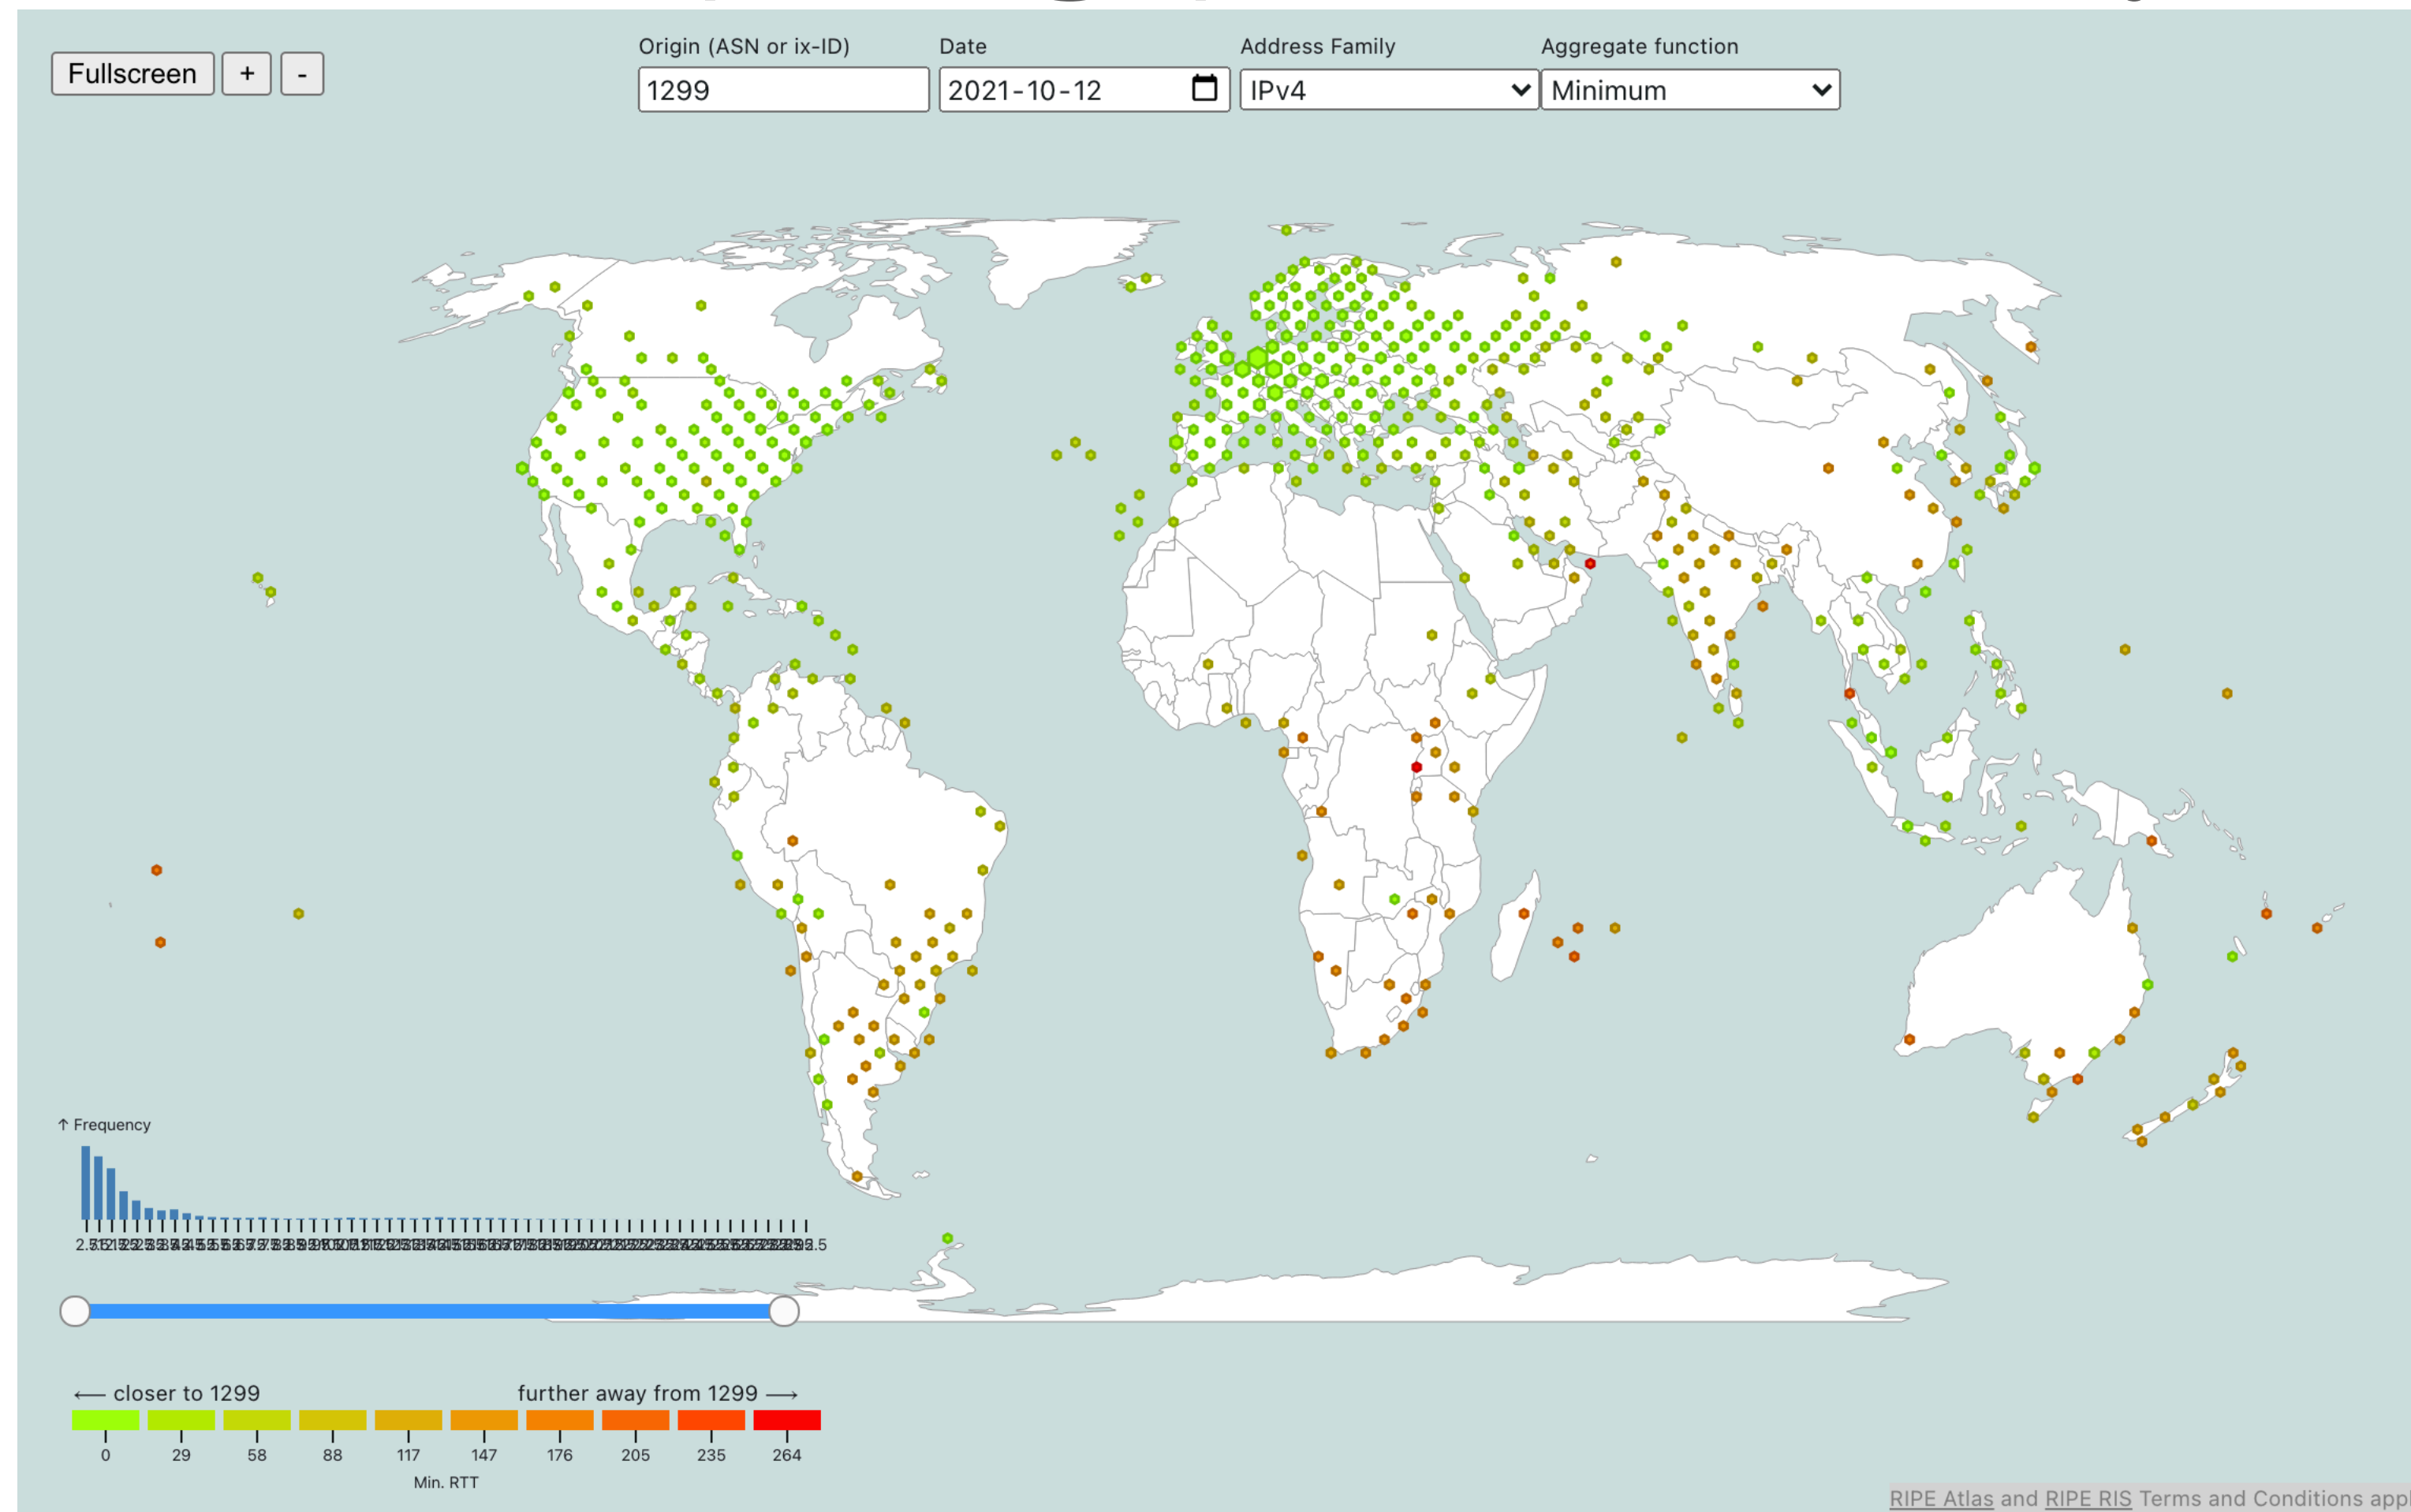 Fullscreen + -
Origin (ASN or ix-ID) Date Address Family Aggregate function
1299 2021-10-12 IPv4 Minimum
↑ Frequency
← closer to 1299 further away from 1299 →
0 29 58 88 117 147 176 205 235 264
Min. RTT
RIPE Atlas and RIPE RIS Terms and Conditions appl